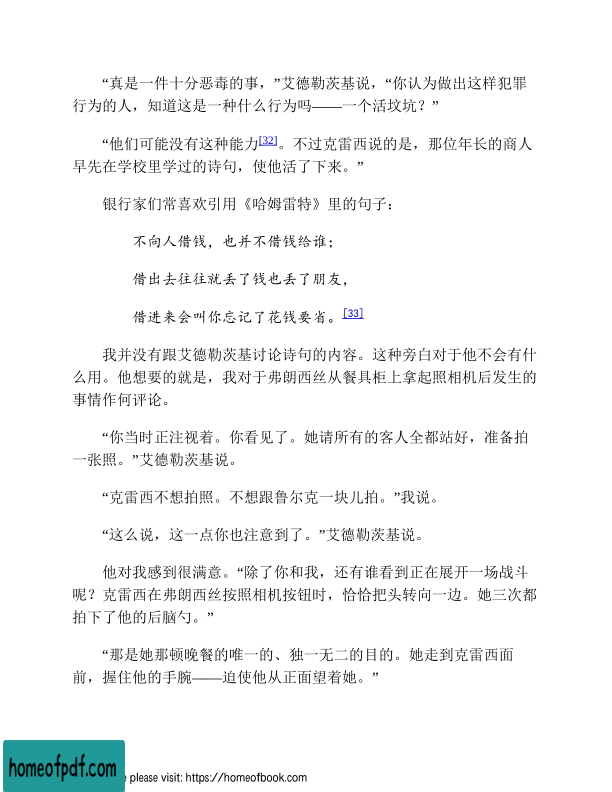 “真是一件十分恶毒的事，”艾德勒茨基说，“你认为做出这样犯罪
行为的人，知道这是一种什么行为吗——一个活坟坑？”
“他们可能没有这种能力[32]。不过克雷西说的是，那位年长的商人
早先在学校里学过的诗句，使他活了下来。”
银行家们常喜欢引用《哈姆雷特》里的句子：
不向人借钱，也并不借钱给谁；
借出去往往就丢了钱也丢了朋友，
借进来会叫你忘记了花钱要省。[33]
我并没有跟艾德勒茨基讨论诗句的内容。这种旁白对于他不会有什
么用。他想要的就是，我对于弗朗西丝从餐具柜上拿起照相机后发生的
事情作何评论。
“你当时正注视着。你看见了。她请所有的客人全都站好，准备拍
一张照。”艾德勒茨基说。
“克雷西不想拍照。不想跟鲁尔克一块儿拍。”我说。
“这么说，这一点你也注意到了。”艾德勒茨基说。
他对我感到很满意。“除了你和我，还有谁看到正在展开一场战斗
呢？克雷西在弗朗西丝按照相机按钮时，恰恰把头转向一边。她三次都
拍下了他的后脑勺。”
“那是她那顿晚餐的唯一的、独一无二的目的。她走到克雷西面
前，握住他的手腕——迫使他从正面望着她。”
homeofpdf.com
e please visit: https://homeofbook.com